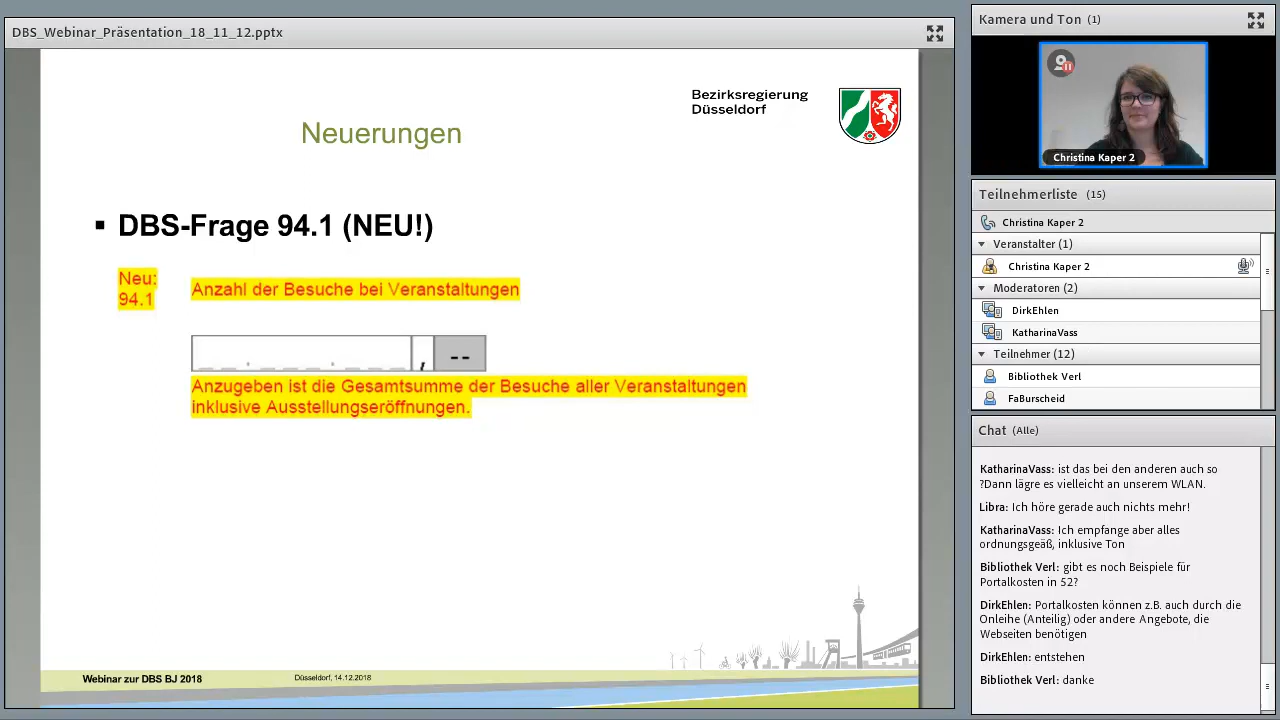 DBS_Webinar_Präsentation_18_11_12.pptx
Bezirksregierung
Düsseldorf
Neuerungen
▪ DBS-Frage 94.1 (NEU!)
Neu:
94.1
Anzahl der Besuche bei Veranstaltungen
, --
Anzugeben ist die Gesamtsumme der Besuche aller Veranstaltungen
inklusive Ausstellungseröffnungen.
Webinar zur DBS BJ 2018
Düsseldorf, 14.12.2018
Kamera und Ton (1)
Christina Kaper 2
Teilnehmerliste (15)
Christina Kaper 2
Veranstalter (1)
Christina Kaper 2
Moderatoren (2)
DirkEhlen
KatharinaVass
Teilnehmer (12)
Bibliothek Verl
FaBurscheid
Chat (Alle)
KatharinaVass: ist das bei den anderen auch so
?Dann lägre es vielleicht an unserem WLAN.
Libra: Ich höre gerade auch nichts mehr!
KatharinaVass: Ich empfange aber alles
ordnungsgeäß, inklusive Ton
Bibliothek Verl: gibt es noch Beispiele für
Portalkosten in 52?
DirkEhlen: Portalkosten können z.B. auch durch die
Onleihe (Anteilig) oder andere Angebote, die
Webseiten benötigen
DirkEhlen: entstehen
Bibliothek Verl: danke